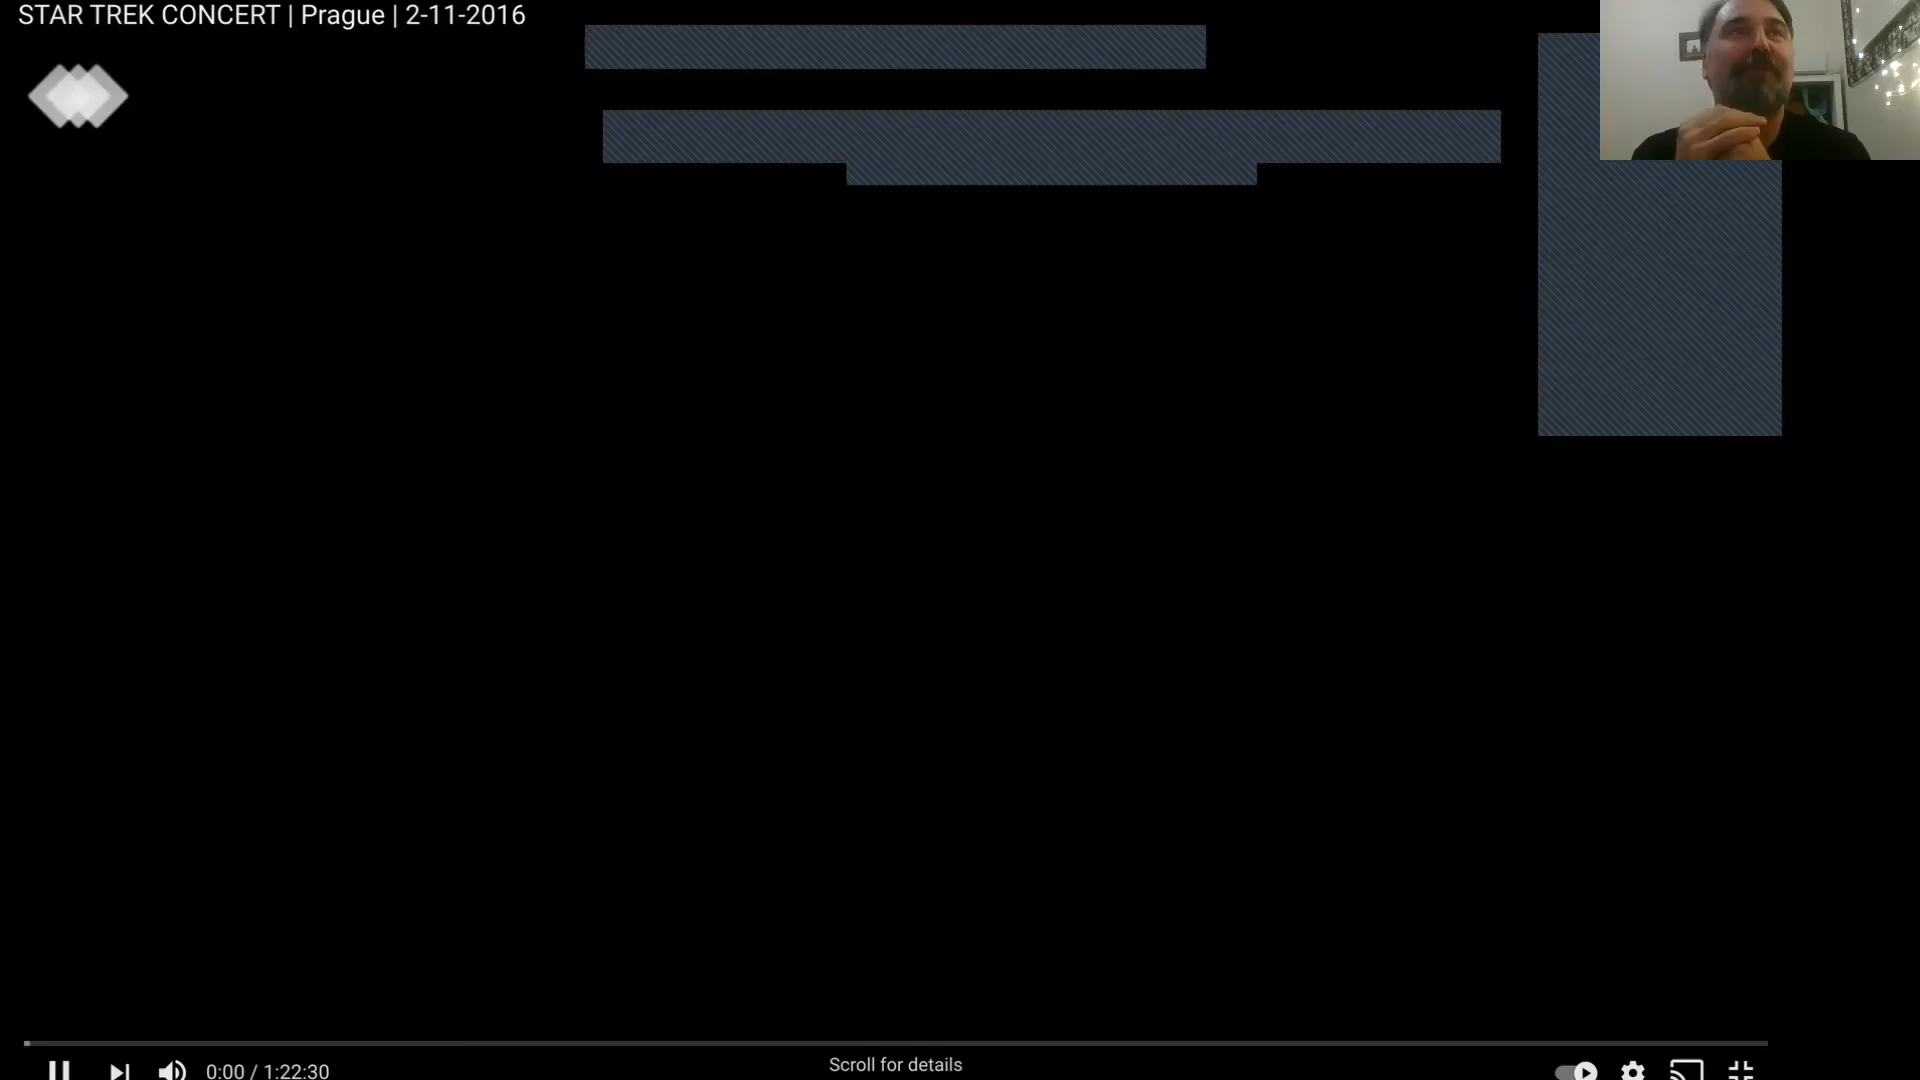 STAR TREK CONCERT | Prague | 2-11-2016
Scroll for details
0:00 / 1:22:30